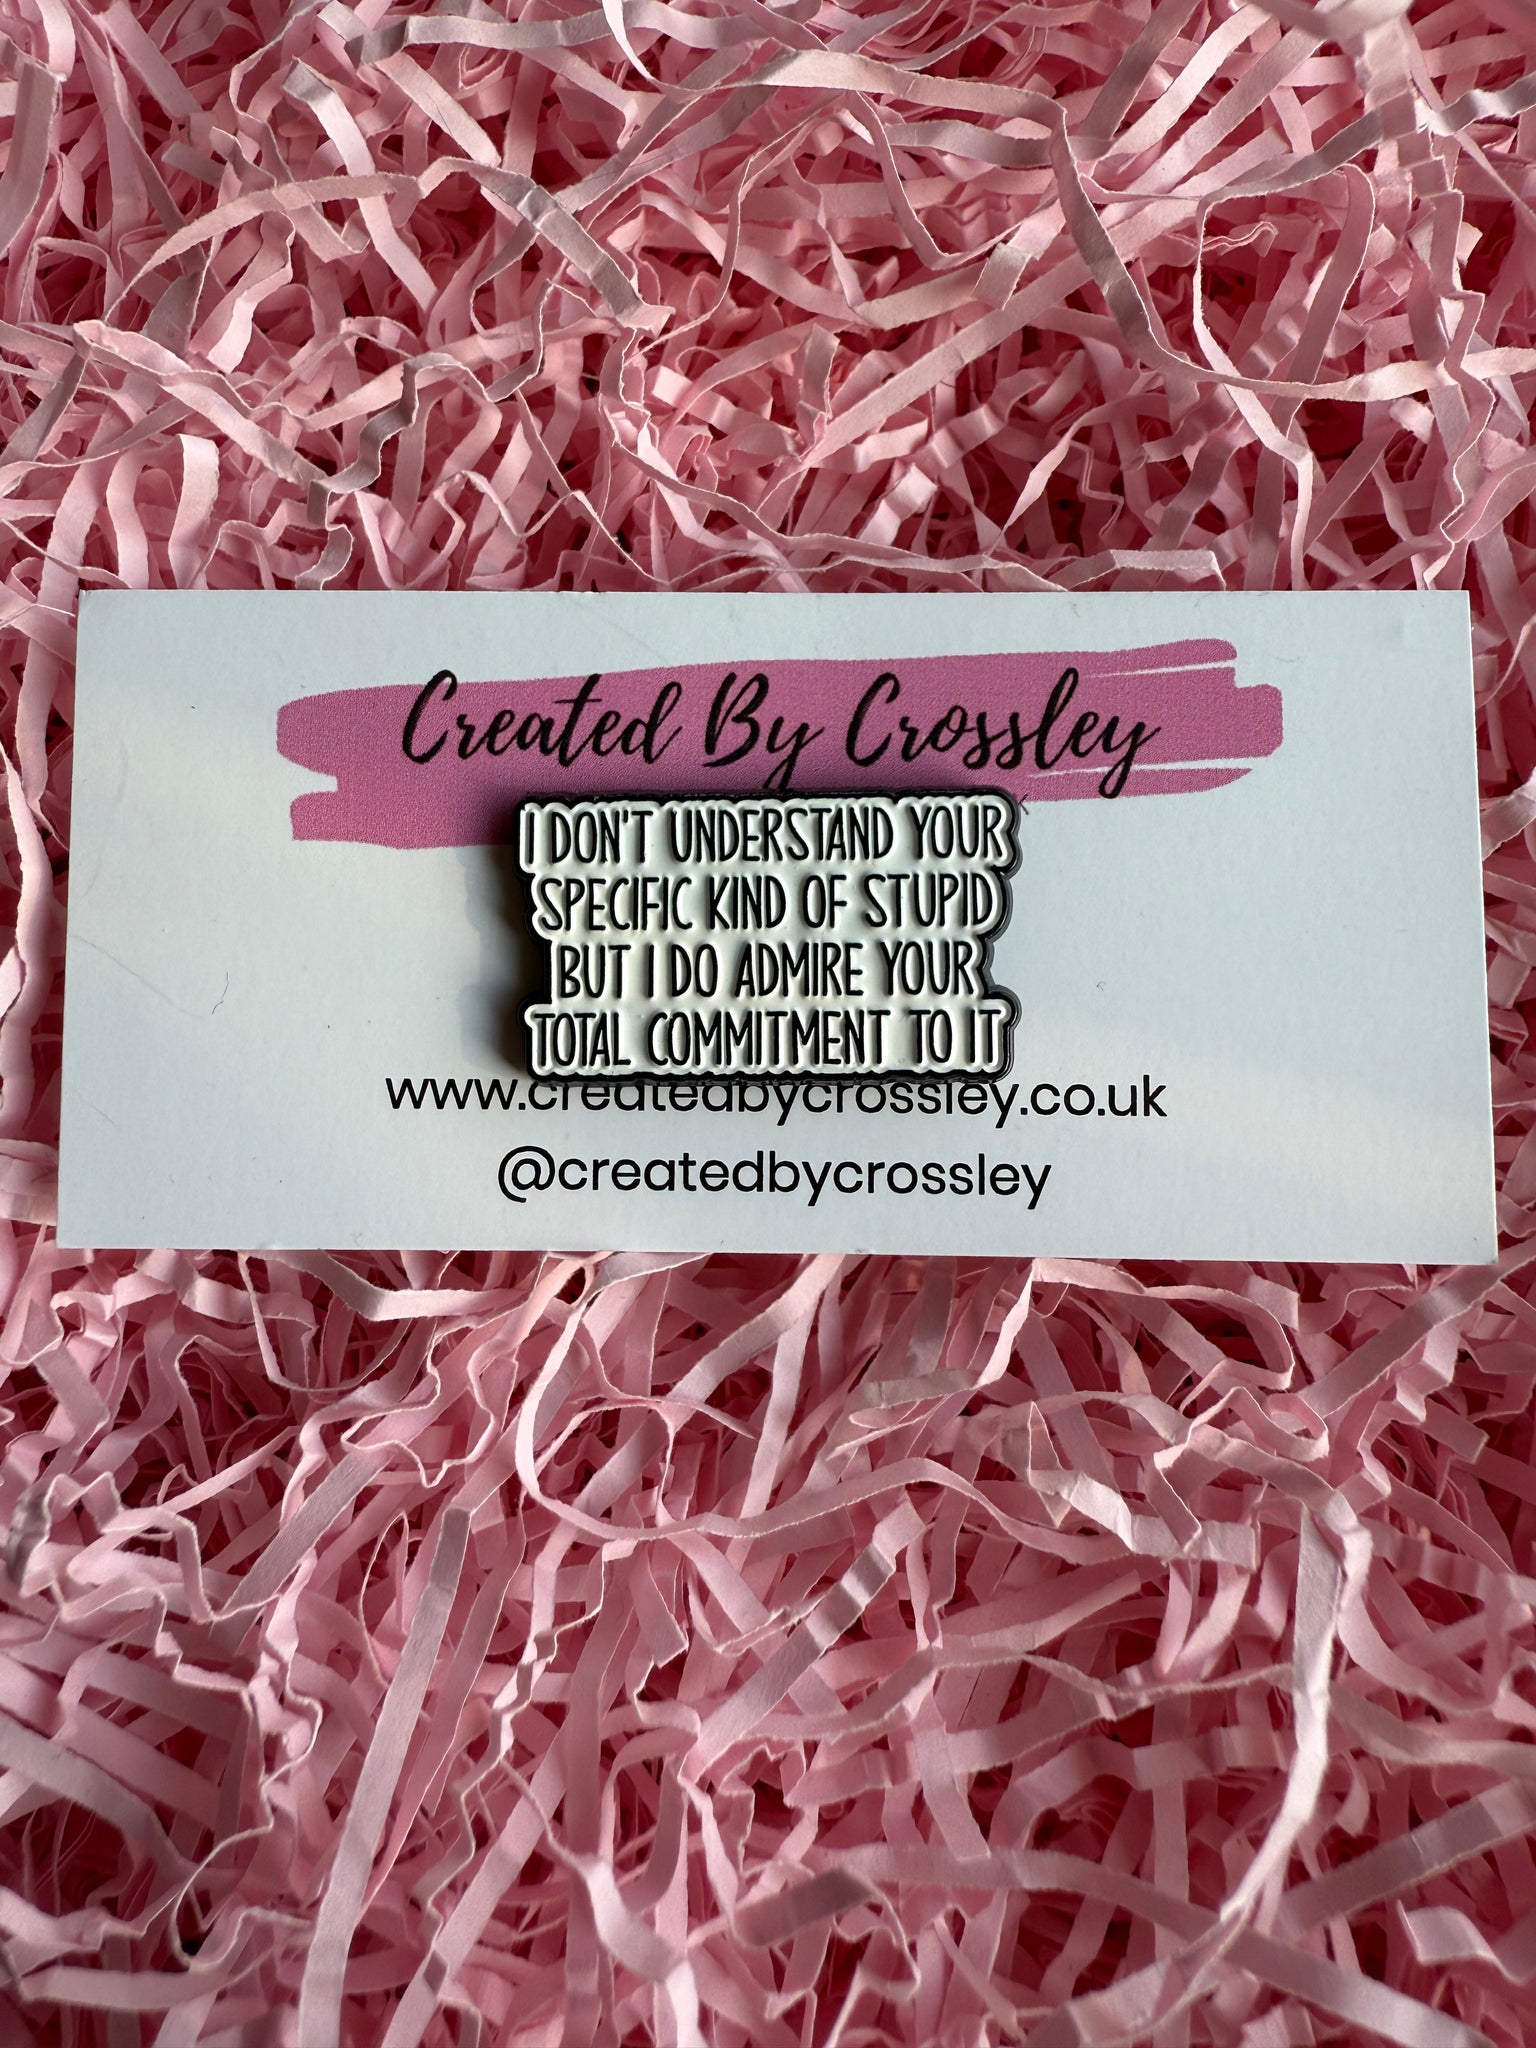 Created By Crossley
I DON'T UNDERSTAND YOUR
SPECIFIC KIND OF STUPID
BUT I DO ADMIRE YOUR
TOTAL COMMITMENT TO IT
www.createdbycrossley.co.uk
@createdbycrossley